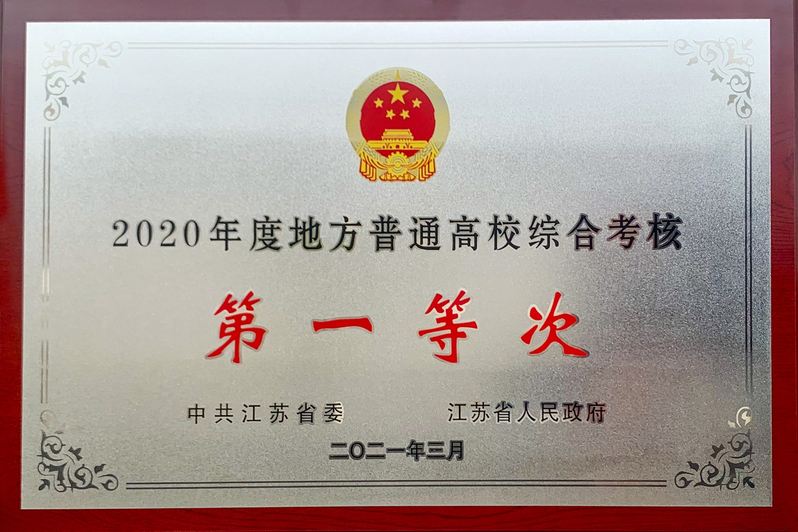 2020年度地方普通高校综合考核
第一等次
中共江苏省委 江苏省人民政府
二〇二一年三月